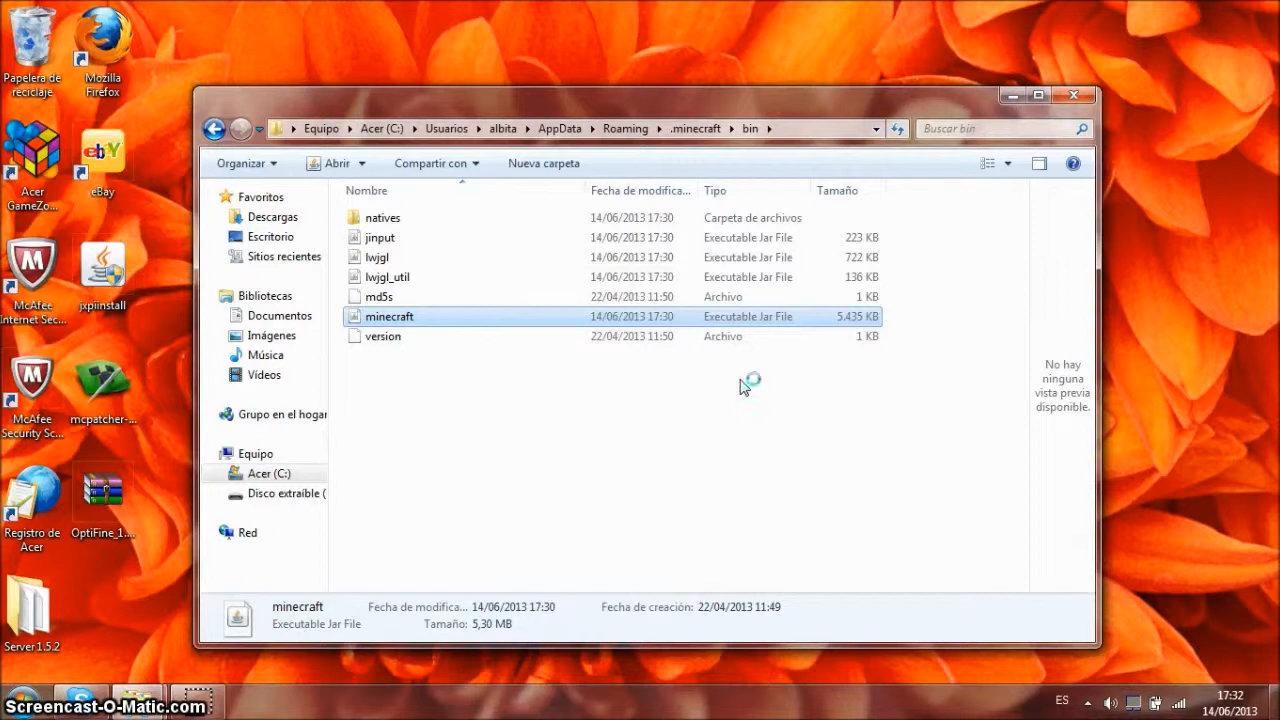 Papelera de
reciclaje
Mozilla
Firefox
Acer
GameZo...
eBay
McAfee
Internet Sec...
jxpiinstall
McAfee
Security Sc...
mcpatcher-...
Registro de
Acer
OptiFine_1....
Server1.5.2
Equipo
Acer (C:)
Usuarios
albita
AppData
Roaming
.minecraft
bin
Buscar bin
Organizar
Abrir
Compartir con
Nueva carpeta
Favoritos
Descargas
Escritorio
Sitios recientes
Bibliotecas
Documentos
Imágenes
Música
Vídeos
Grupo en el hogar
Equipo
Acer (C:)
Disco extraíble (
Red
Nombre Fecha de modifica... Tipo Tamaño
natives 14/06/2013 17:30 Carpeta de archivos
jinput 14/06/2013 17:30 Executable Jar File 223 KB
lwjgl 14/06/2013 17:30 Executable Jar File 722 KB
lwjgl_util 14/06/2013 17:30 Executable Jar File 136 KB
md5s 22/04/2013 11:50 Archivo 1 KB
minecraft 14/06/2013 17:30 Executable Jar File 5.435 KB
version 22/04/2013 11:50 Archivo 1 KB
No hay
ninguna
vista previa
disponible.
minecraft Fecha de modifica... 14/06/2013 17:30 Fecha de creación: 22/04/2013 11:49
Executable Jar File Tamaño: 5,30 MB
Screencast-O-Matic.com
ES
17:32
14/06/2013